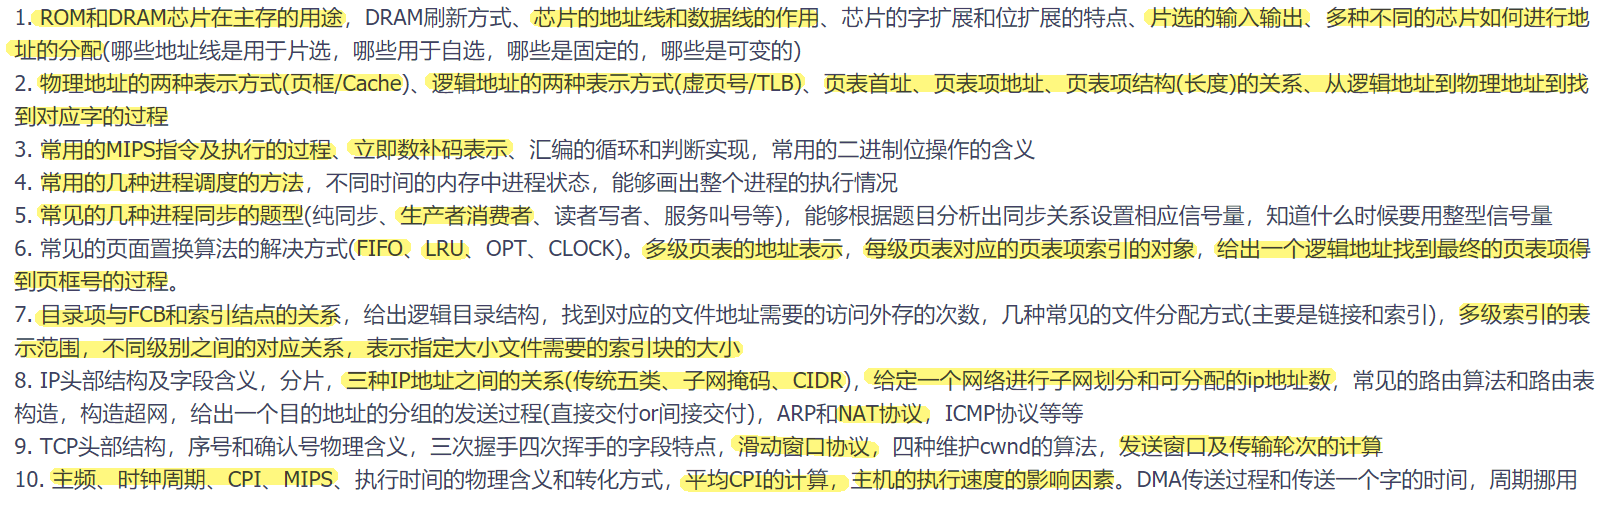 1. ROM和DRAM芯片在主存的用途，DRAM刷新方式、芯片的地址线和数据线的作用、芯片的字扩展和位扩展的特点、片选的输入输出、多种不同的芯片如何进行地
址的分配(哪些地址线是用于片选，哪些用于自选，哪些是固定的，哪些是可变的)
2. 物理地址的两种表示方式(页框/Cache)、逻辑地址的两种表示方式(虚页号/TLB)、页表首址、页表项地址、页表项结构(长度)的关系、从逻辑地址到物理地址到找
到对应字的过程
3. 常用的MIPS指令及执行的过程、立即数补码表示、汇编的循环和判断实现，常用的二进制位操作的含义
4. 常用的几种进程调度的方法，不同时间的内存中进程状态，能够画出整个进程的执行情况
5. 常见的几种进程同步的题型(纯同步、生产者消费者、读者写者、服务叫号等)，能够根据题目分析出同步关系设置相应信号量，知道什么时候要用整型信号量
6. 常见的页面置换算法的解决方式(FIFO、LRU、OPT、CLOCK)。多级页表的地址表示，每级页表对应的页表项索引的对象，给出一个逻辑地址找到最终的页表项得
到页框号的过程。
7. 目录项与FCB和索引结点的关系，给出逻辑目录结构，找到对应的文件地址需要的访问外存的次数，几种常见的文件分配方式(主要是链接和索引)，多级索引的表
示范围，不同级别之间的对应关系，表示指定大小文件需要的索引块的大小
8. IP头部结构及字段含义，分片，三种IP地址之间的关系(传统五类、子网掩码、CIDR)，给定一个网络进行子网划分和可分配的ip地址数，常见的路由算法和路由表
构造，构造超网，给出一个目的地址的分组的发送过程(直接交付or间接交付)，ARP和NAT协议，ICMP协议等等
9. TCP头部结构，序号和确认号物理含义，三次握手四次挥手的字段特点，滑动窗口协议，四种维护cwnd的算法，发送窗口及传输轮次的计算
10. 主频、时钟周期、CPI、MIPS、执行时间的物理含义和转化方式，平均CPI的计算，主机的执行速度的影响因素。DMA传送过程和传送一个字的时间，周期挪用